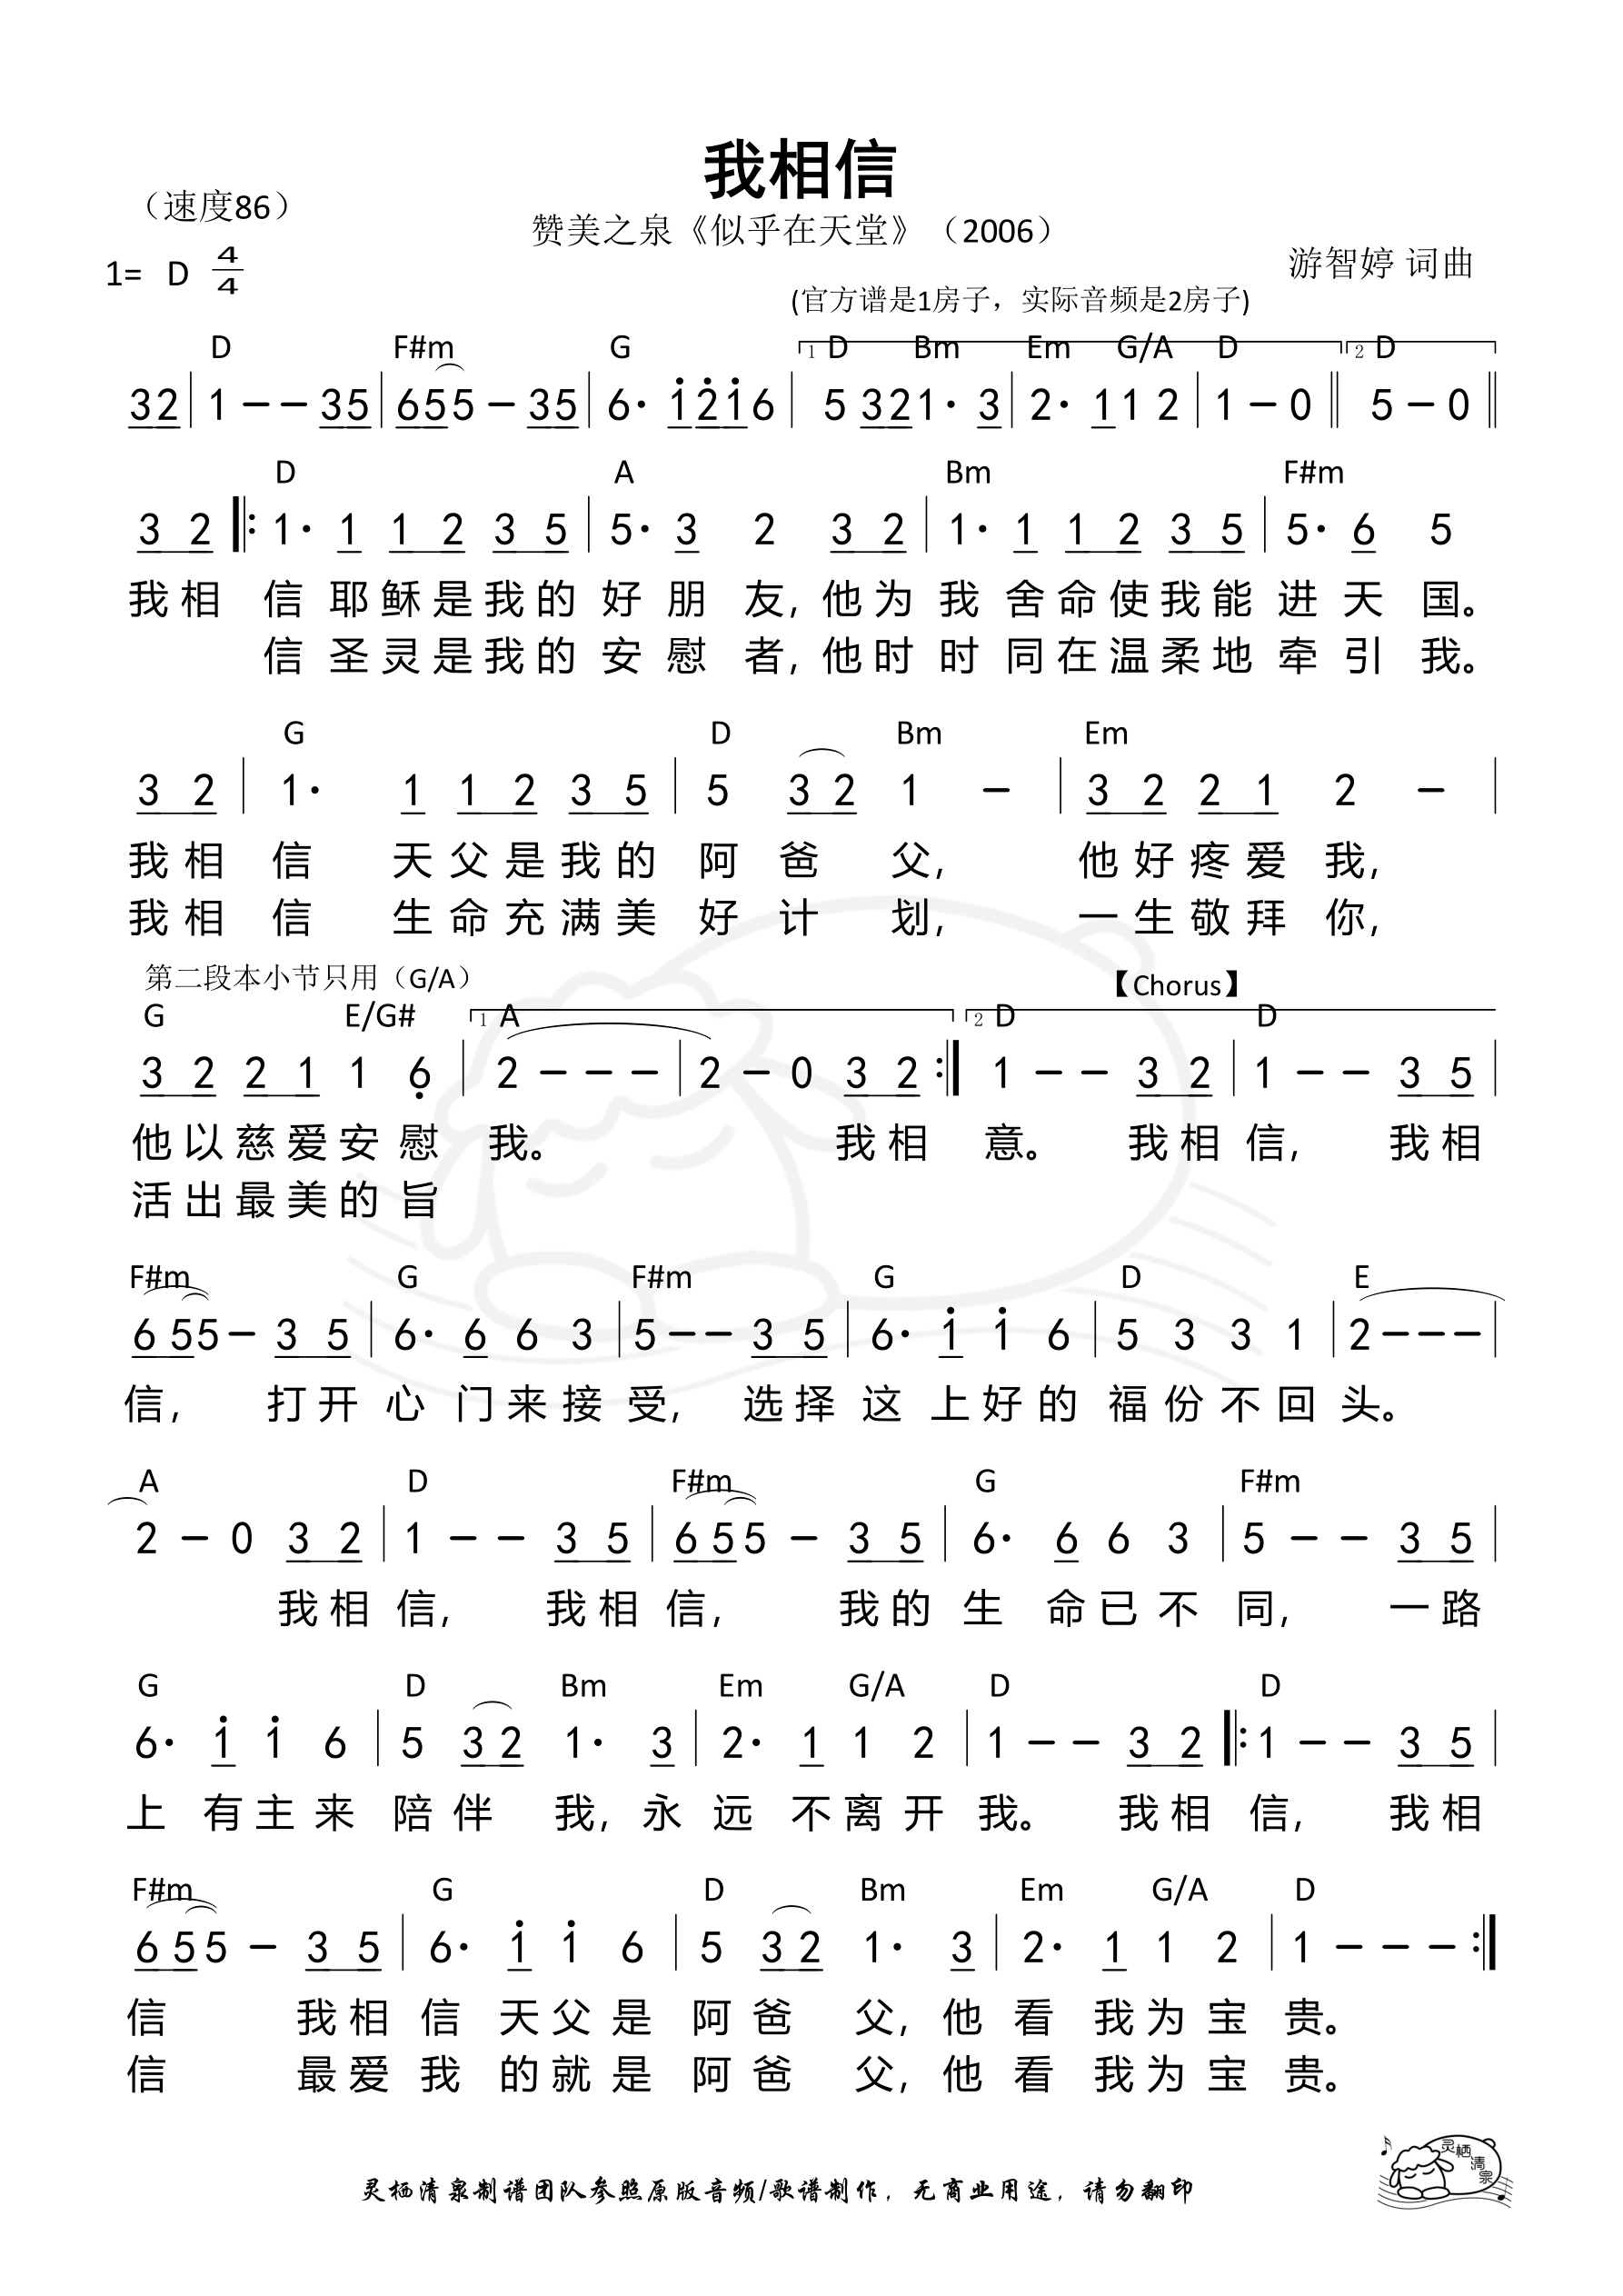 我相信
（速度86）
赞美之泉《似乎在天堂》（2006）
1= D 4/4
游智婷 词曲
(官方谱是1房子，实际音频是2房子)
D F#m G 1 D Bm Em G/A D 2 D
32 | 1 – – 35 | 655 – 35 | 6· i̇2̇i̇6 | 5 321· 3 | 2· 11 2 | 1 – 0 || 5 – 0 ||
D A Bm F#m
3 2 |: 1· 1 1 2 3 5 | 5· 3 2 3 2 | 1· 1 1 2 3 5 | 5· 6 5
我相 信 耶稣是我的 好 朋 友, 他为 我 舍命使我能 进 天 国。
信 圣灵是我的 安 慰 者, 他时 时 同在温柔地 牵 引 我。
G D Bm Em
3 2 | 1· 1 1 2 3 5 | 5 3 2 1 – | 3 2 2 1 2 – |
我相 信 天父是我的 阿 爸 父, 他好疼爱 我,
我相 信 生命充满美 好 计 划, 一生敬拜 你,
第二段本小节只用（G/A）
【Chorus】
G E/G# 1 A 2 D D
3 2 2 1 1 6̣ | 2 – – – | 2 – 0 3 2 :| 1 – – 3 2 | 1 – – 3 5 |
他以慈爱安 慰 我。 我相 意。 我相 信, 我相
活出最美的 旨
F#m G F#m G D E
6 55 – 3 5 | 6· 6 6 3 | 5 – – 3 5 | 6· i̇ i̇ 6 | 5 3 3 1 | 2 – – – |
信, 打开 心 门来接 受, 选择 这 上好的 福份不回 头。
A D F#m G F#m
2 – 0 3 2 | 1 – – 3 5 | 6 55 – 3 5 | 6· 6 6 3 | 5 – – 3 5 |
我相 信, 我相 信, 我的 生 命已不 同, 一路
G D Bm Em G/A D D
6· i̇ i̇ 6 | 5 3 2 1· 3 | 2· 1 1 2 | 1 – – 3 2 |: 1 – – 3 5 |
上 有主来 陪 伴 我, 永 远 不离开 我。 我相 信, 我相
F#m G D Bm Em G/A D
6 55 – 3 5 | 6· i̇ i̇ 6 | 5 3 2 1· 3 | 2· 1 1 2 | 1 – – – :|
信 我相 信 天父是 阿 爸 父, 他 看 我为宝 贵。
信 最爱 我 的就是 阿 爸 父, 他 看 我为宝 贵。
灵栖清泉
灵栖清泉制谱团队参照原版音频/歌谱制作，无商业用途，请勿翻印